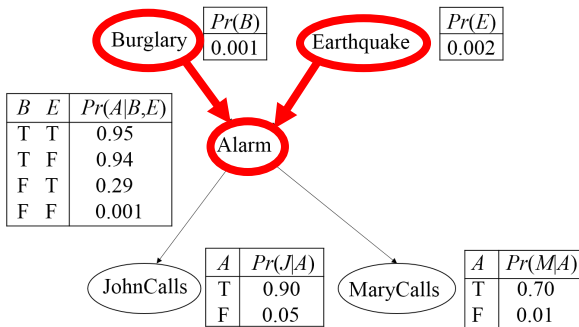 Burglary
Pr(B)
0.001
Earthquake
Pr(E)
0.002
B E Pr(A|B,E)
T T 0.95
T F 0.94
F T 0.29
F F 0.001
Alarm
JohnCalls
A Pr(J|A)
T 0.90
F 0.05
MaryCalls
A Pr(M|A)
T 0.70
F 0.01